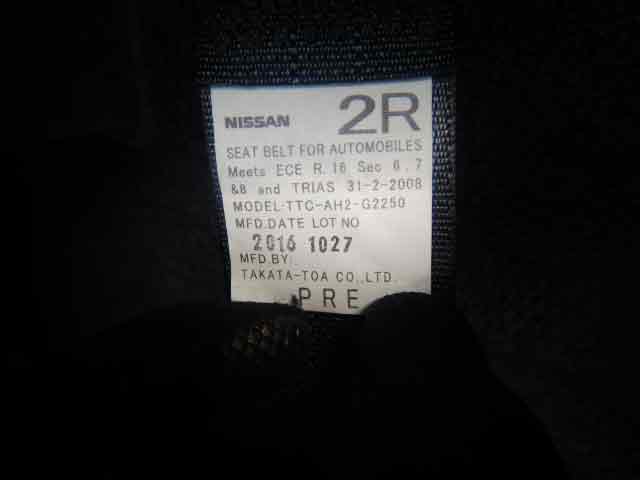 NISSAN 2R
SEAT BELT FOR AUTOMOBILES
Meets ECE R.16 Sec 6,7
&8 and TRIAS 31-2-2008
MODEL-TTC-AH2-G2250
MFD.DATE LOT NO
2016 1027
MFD.BY:
TAKATA-TOA CO.,LTD.
PRE